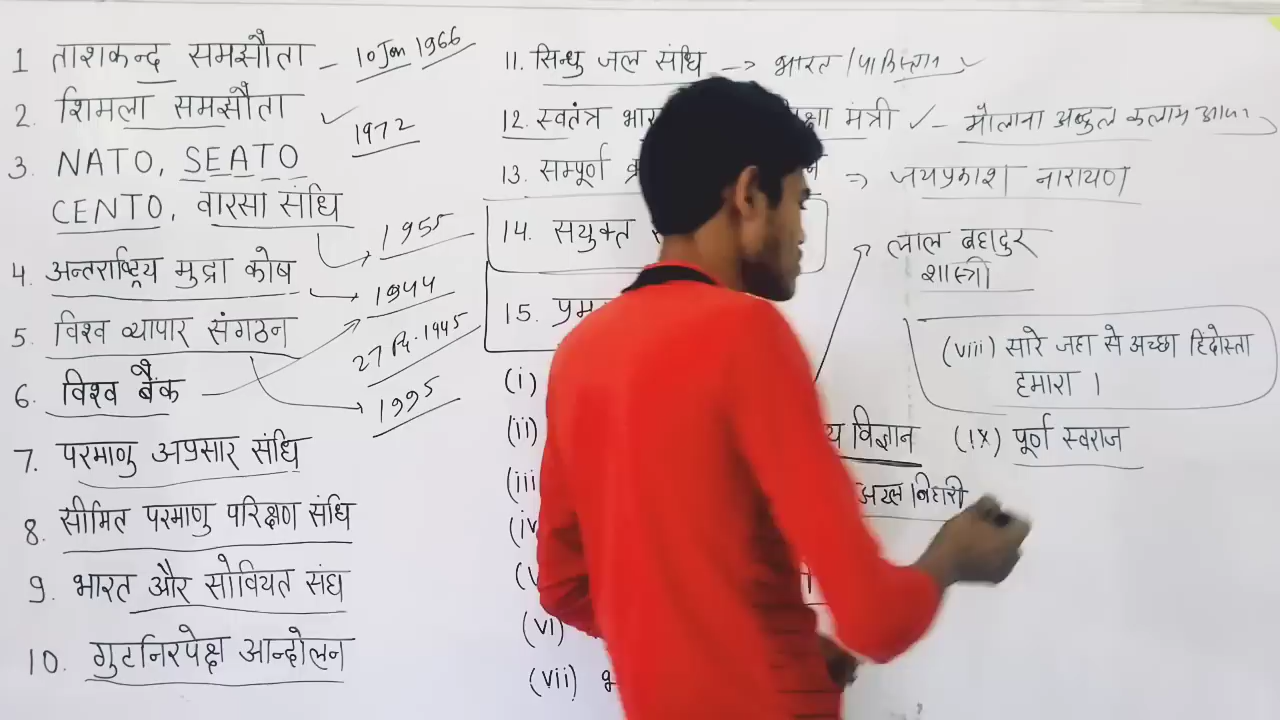 1 ताशकन्द समझौता – 10 Jan 1966
2. शिमला समझौता ✓ 1972
3. NATO, SEATO
CENTO, वारसा संधि → 1955
4. अन्तराष्ट्रिय मुद्रा कोष → 1944
5. विश्व व्यापार संगठन
27 1945
6. विश्व बैंक
1995
7. परमाणु अप्रसार संधि
8. सीमित परमाणु परिक्षण संधि
9. भारत और सोवियत संघ
10. गुटनिरपेक्ष आन्दोलन
11. सिन्धु जल संधि → भारत / पाकिस्तान ✓
12. स्वतंत्र मंत्री ✓ – मौलाना अब्दुल कलाम
13. सम्पूर्ण ⇒ जयप्रकाश नारायण
14. सयुक्त
लाल बहादुर
शास्त्री
15.
(i)
(ii) विज्ञान
(iii बिहारी
(iv
(v
(vi)
(vii)
(viii) सारे जहा से अच्छा हिंदोस्ता
हमारा ।
(ix) पूर्ण स्वराज